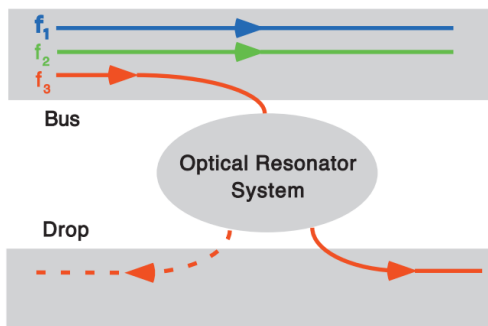 f₁
f₂
f₃
Bus
Optical Resonator
System
Drop